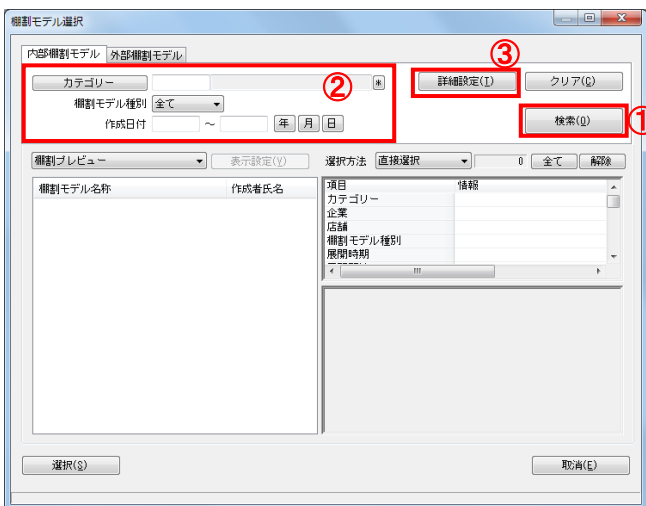 棚割モデル選択
内部棚割モデル 外部棚割モデル
③
カテゴリー ② * 詳細設定(I) クリア(C)
棚割モデル種別 全て
作成日付 ～ 年 月 日 検索(Q) ①
棚割プレビュー 表示設定(V) 選択方法 直接選択 0 全て 解除
棚割モデル名称 作成者氏名 項目 情報
カテゴリー
企業
店舗
棚割モデル種別
展開時期
選択(S) 取消(E)